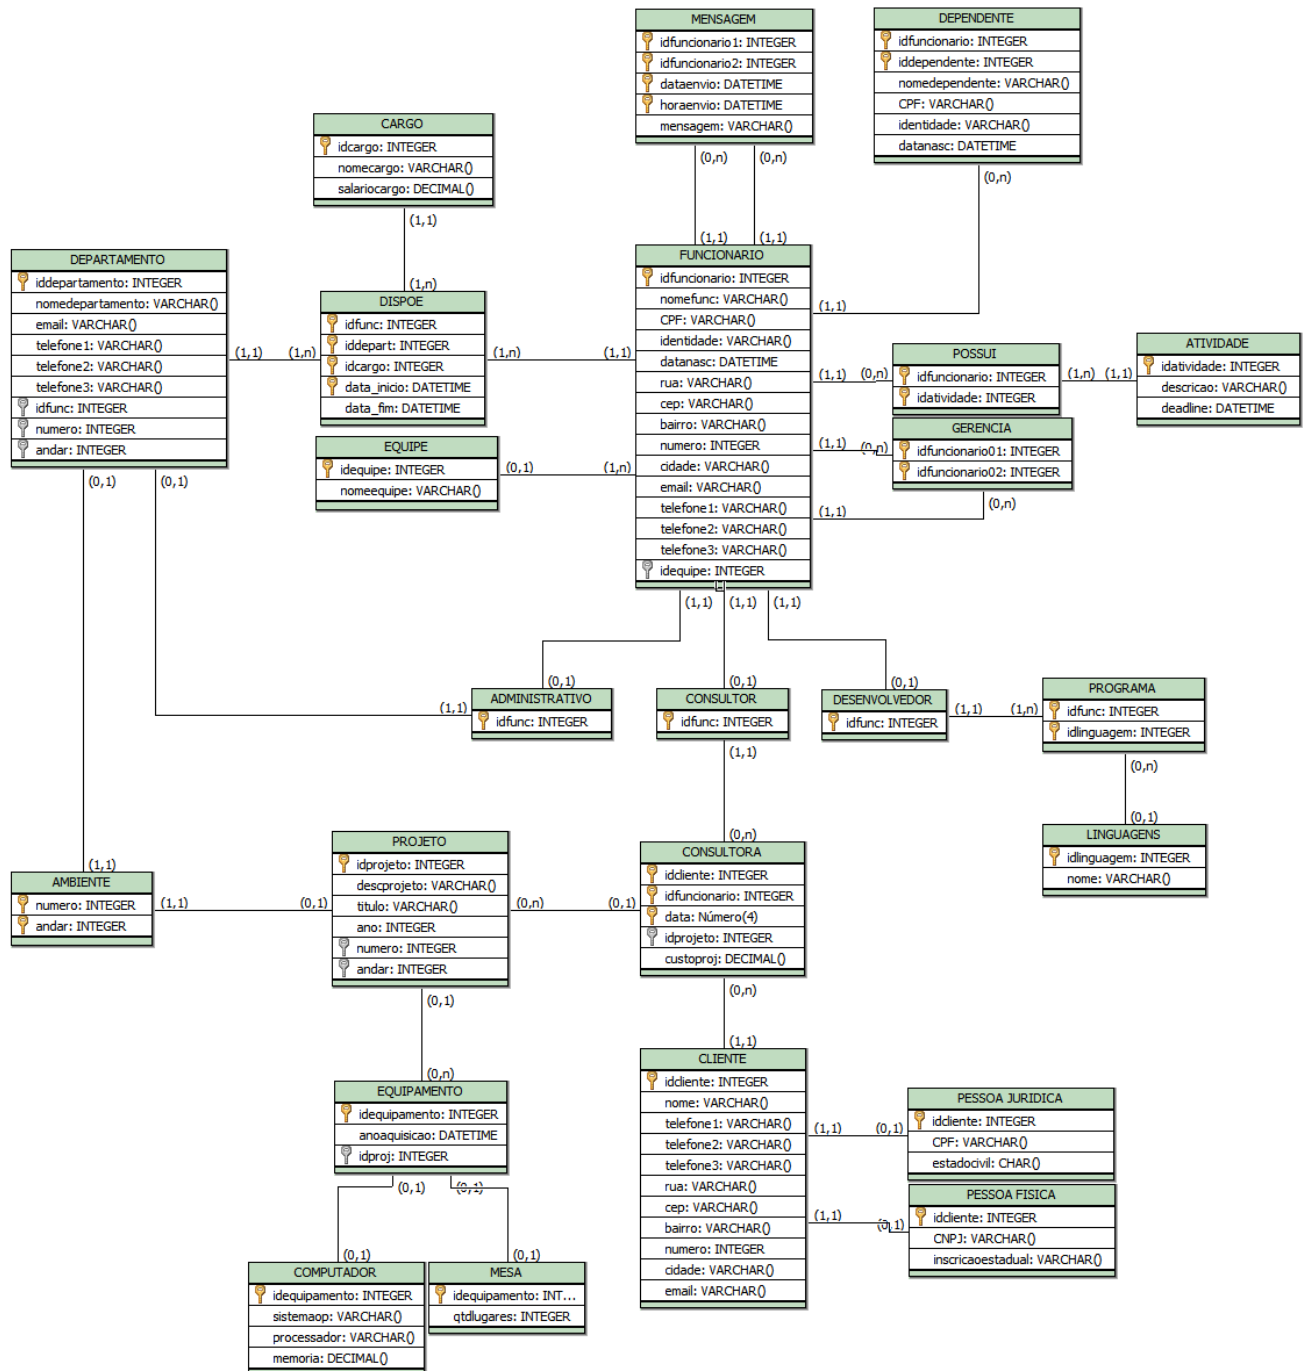 MENSAGEM
idfuncionario1: INTEGER
idfuncionario2: INTEGER
dataenvio: DATETIME
horaenvio: DATETIME
mensagem: VARCHAR()
(0,n)
(0,n)
(1,1)
(1,1)
DEPENDENTE
idfuncionario: INTEGER
iddependente: INTEGER
nomedependente: VARCHAR()
CPF: VARCHAR()
identidade: VARCHAR()
datanasc: DATETIME
(0,n)
(1,1)
CARGO
idcargo: INTEGER
nomecargo: VARCHAR()
salariocargo: DECIMAL()
(1,1)
(1,n)
DEPARTAMENTO
iddepartamento: INTEGER
nomedepartamento: VARCHAR()
email: VARCHAR()
telefone1: VARCHAR()
telefone2: VARCHAR()
telefone3: VARCHAR()
idfunc: INTEGER
numero: INTEGER
andar: INTEGER
(1,1)
(1,n)
(0,1)
(0,1)
DISPOE
idfunc: INTEGER
iddepart: INTEGER
idcargo: INTEGER
data_inicio: DATETIME
data_fim: DATETIME
(1,n)
(1,1)
EQUIPE
idequipe: INTEGER
nomeequipe: VARCHAR()
(0,1)
(1,n)
FUNCIONARIO
idfuncionario: INTEGER
nomefunc: VARCHAR()
CPF: VARCHAR()
identidade: VARCHAR()
datanasc: DATETIME
rua: VARCHAR()
cep: VARCHAR()
bairro: VARCHAR()
numero: INTEGER
cidade: VARCHAR()
email: VARCHAR()
telefone1: VARCHAR()
telefone2: VARCHAR()
telefone3: VARCHAR()
idequipe: INTEGER
(1,1)
(0,n)
POSSUI
idfuncionario: INTEGER
idatividade: INTEGER
(1,n)
(1,1)
ATIVIDADE
idatividade: INTEGER
descricao: VARCHAR()
deadline: DATETIME
(1,1)
(0,n)
GERENCIA
idfuncionario01: INTEGER
idfuncionario02: INTEGER
(1,1)
(0,n)
(1,1)
(1,1)
(1,1)
(0,1)
(0,1)
(0,1)
(1,1)
ADMINISTRATIVO
idfunc: INTEGER
CONSULTOR
idfunc: INTEGER
(1,1)
(0,n)
DESENVOLVEDOR
idfunc: INTEGER
(1,1)
(1,n)
PROGRAMA
idfunc: INTEGER
idlinguagem: INTEGER
(0,n)
(0,1)
LINGUAGENS
idlinguagem: INTEGER
nome: VARCHAR()
(1,1)
AMBIENTE
numero: INTEGER
andar: INTEGER
(1,1)
(0,1)
PROJETO
idprojeto: INTEGER
descprojeto: VARCHAR()
titulo: VARCHAR()
ano: INTEGER
numero: INTEGER
andar: INTEGER
(0,n)
(0,1)
(0,1)
(0,n)
CONSULTORA
idcliente: INTEGER
idfuncionario: INTEGER
data: Número(4)
idprojeto: INTEGER
custoproj: DECIMAL()
(0,n)
(1,1)
EQUIPAMENTO
idequipamento: INTEGER
anoaquisicao: DATETIME
idproj: INTEGER
(0,1)
(0,1)
(0,1)
(0,1)
COMPUTADOR
idequipamento: INTEGER
sistemaop: VARCHAR()
processador: VARCHAR()
memoria: DECIMAL()
MESA
idequipamento: INT...
qtdlugares: INTEGER
CLIENTE
idcliente: INTEGER
nome: VARCHAR()
telefone1: VARCHAR()
telefone2: VARCHAR()
telefone3: VARCHAR()
rua: VARCHAR()
cep: VARCHAR()
bairro: VARCHAR()
numero: INTEGER
cidade: VARCHAR()
email: VARCHAR()
(1,1)
(0,1)
PESSOA JURIDICA
idcliente: INTEGER
CPF: VARCHAR()
estadocivil: CHAR()
(1,1)
(0,1)
PESSOA FISICA
idcliente: INTEGER
CNPJ: VARCHAR()
inscricaoestadual: VARCHAR()